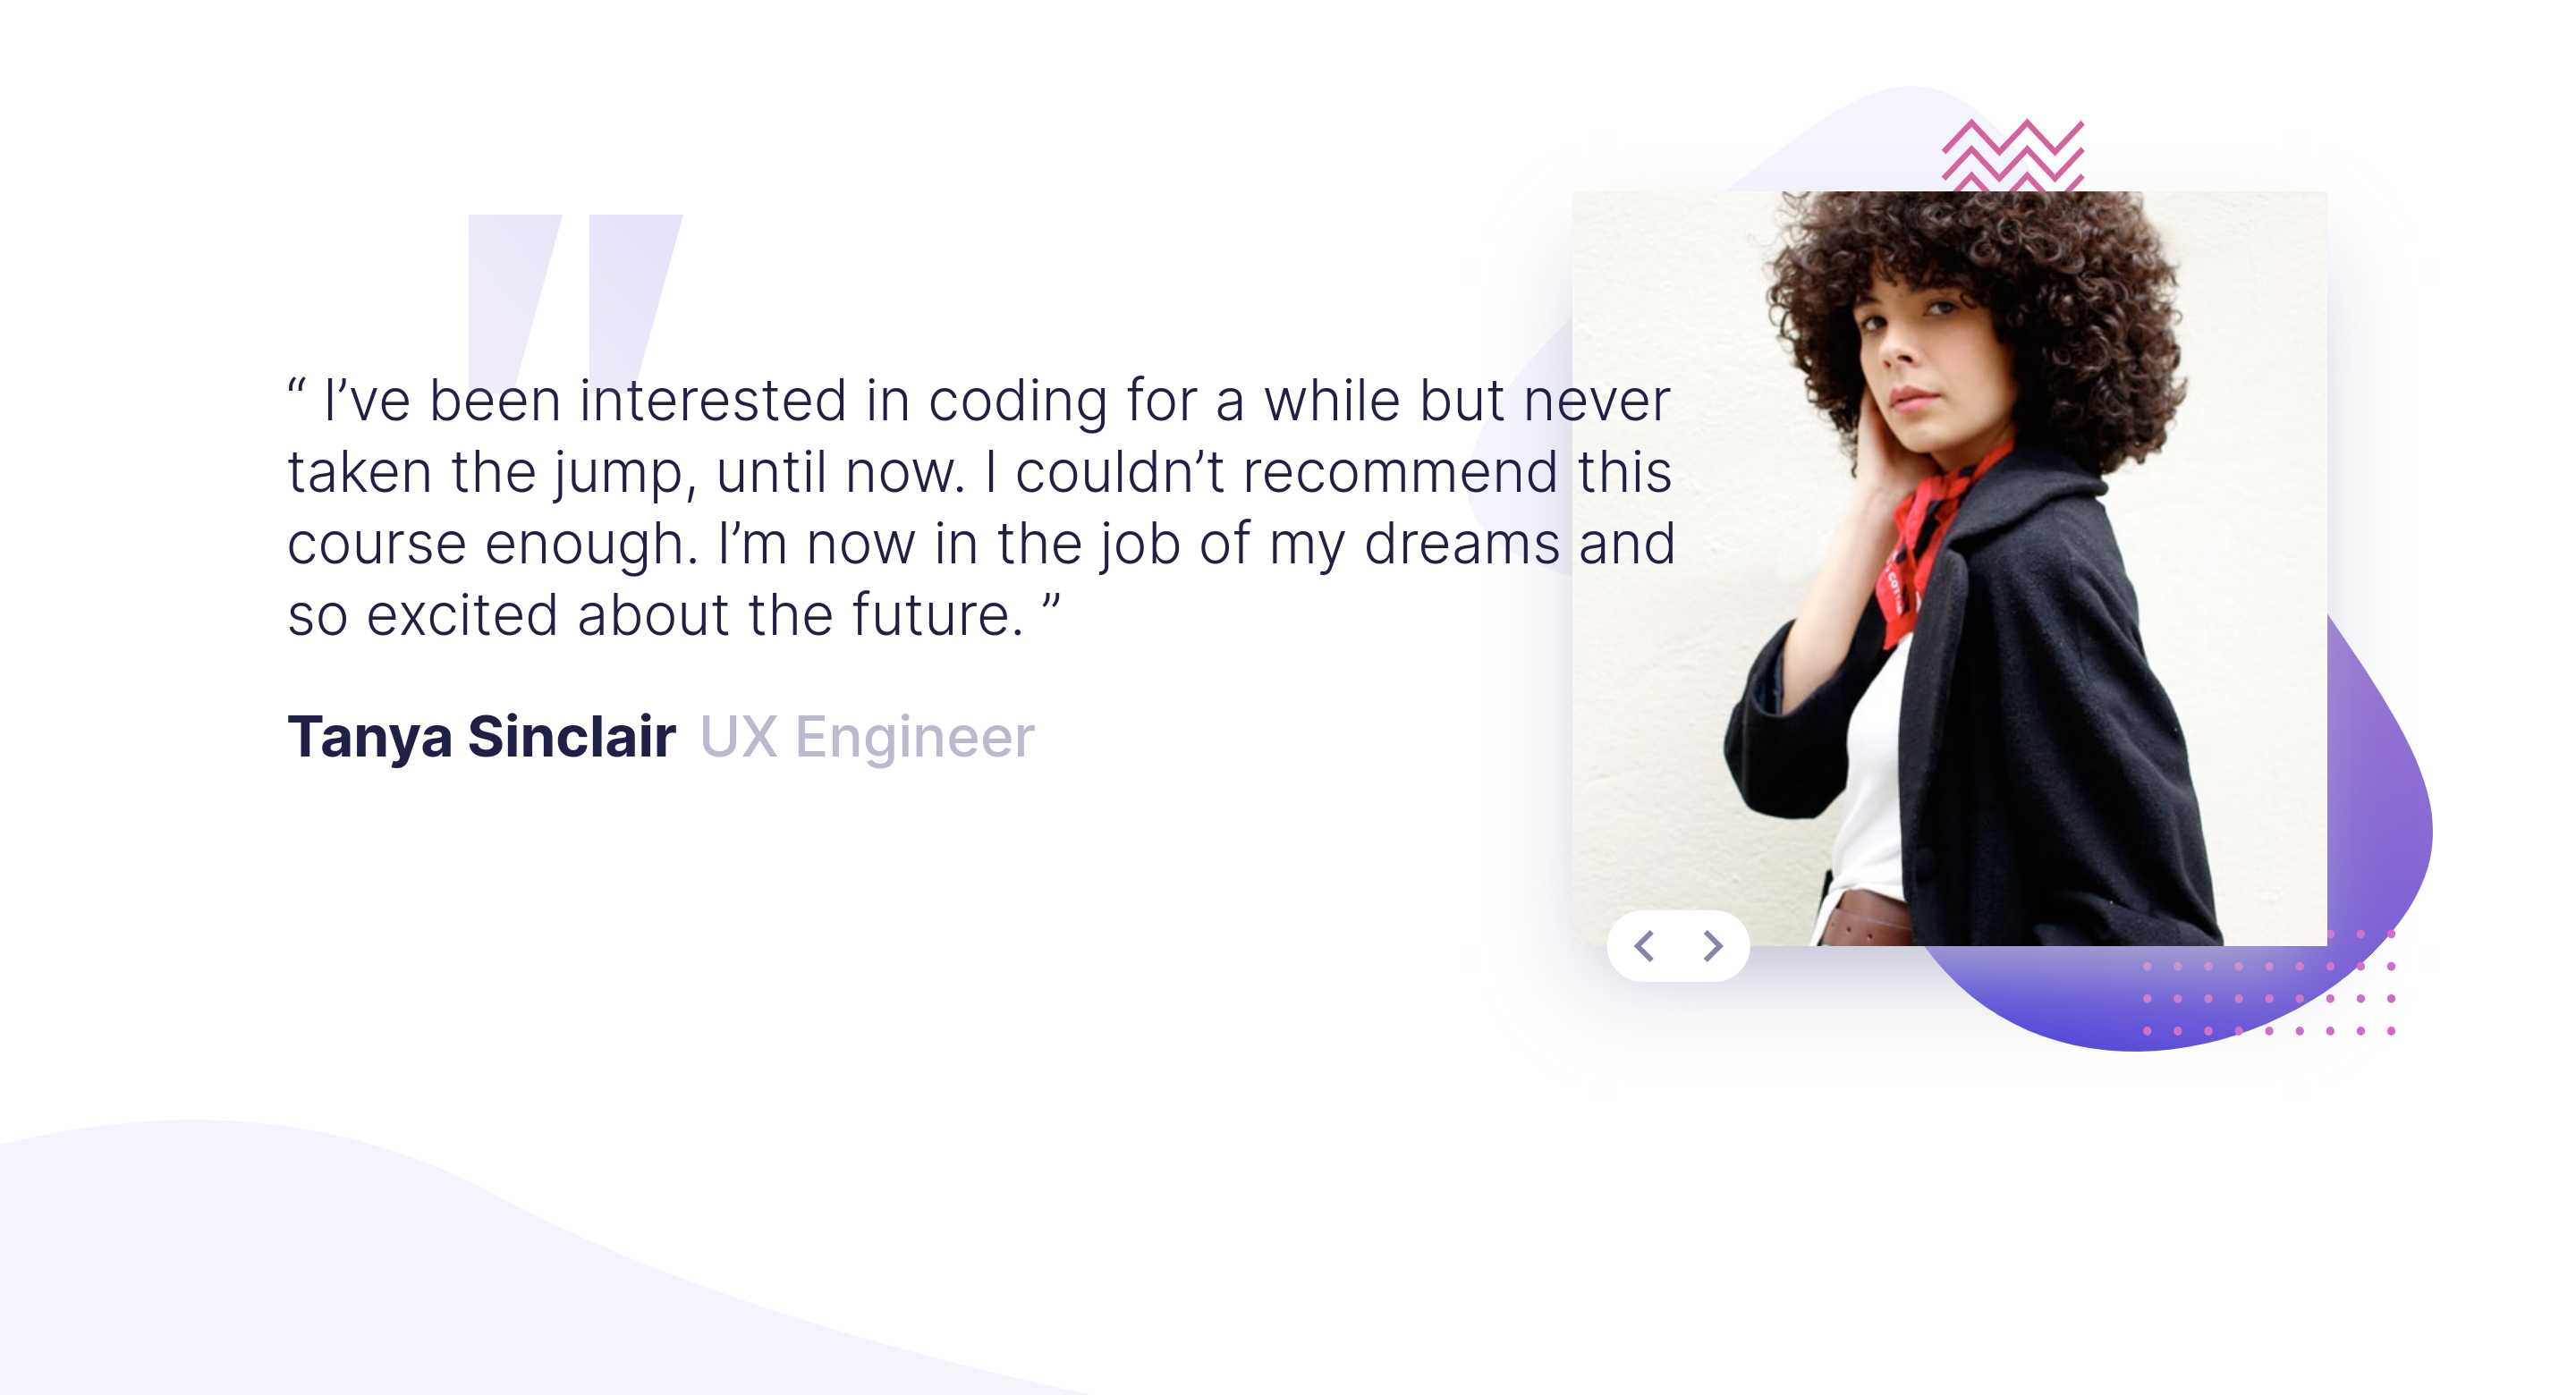 “ I’ve been interested in coding for a while but never
taken the jump, until now. I couldn’t recommend this
course enough. I’m now in the job of my dreams and
so excited about the future. ”
Tanya Sinclair UX Engineer